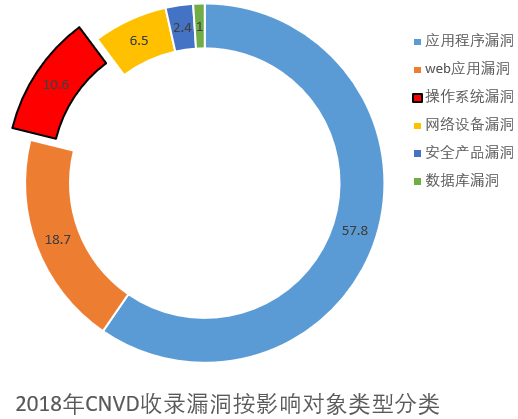 6.5
2.4
1
10.6
18.7
57.8
应用程序漏洞
web应用漏洞
操作系统漏洞
网络设备漏洞
安全产品漏洞
数据库漏洞
2018年CNVD收录漏洞按影响对象类型分类